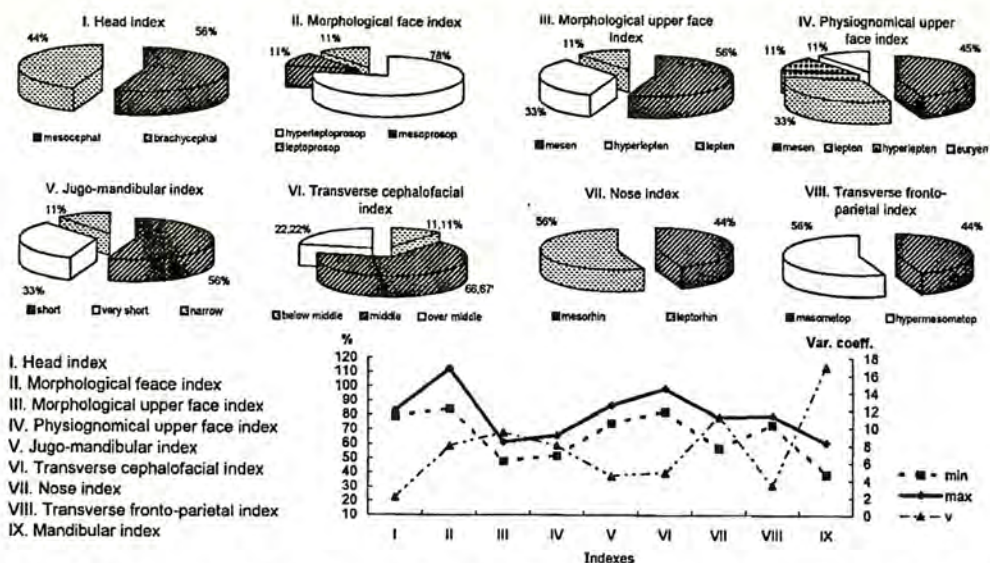 I. Head index
44%
56%
mesocephal brachycephal
II. Morphological face index
11%
11%
78%
hyperleptoprosop mesoprosop
leptoprosop
III. Morphological upper face
index
11%
56%
33%
mesen hyperlepten lepten
IV. Physiognomical upper
face index
11%
11%
45%
33%
mesen lepten hyperlepten euryen
V. Jugo-mandibular index
11%
33%
56%
short very short narrow
VI. Transverse cephalofacial
index
22,22%
11,11%
66,67
below middle middle over middle
VII. Nose index
56%
44%
mesorhin leptorhin
VIII. Transverse fronto-
parietal index
56%
44%
mesometop hypermesometop
I. Head index
II. Morphological feace index
III. Morphological upper face index
IV. Physiognomical upper face index
V. Jugo-mandibular index
VI. Transverse cephalofacial index
VII. Nose index
VIII. Transverse fronto-parietal index
IX. Mandibular index
%
120
110
100
90
80
70
60
50
40
30
20
10
Var. coeff.
18
16
14
12
10
8
6
4
2
0
I II III IV V VI VII VIII IX
Indexes
min
max
v